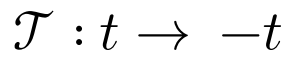 𝒯 : t → −t